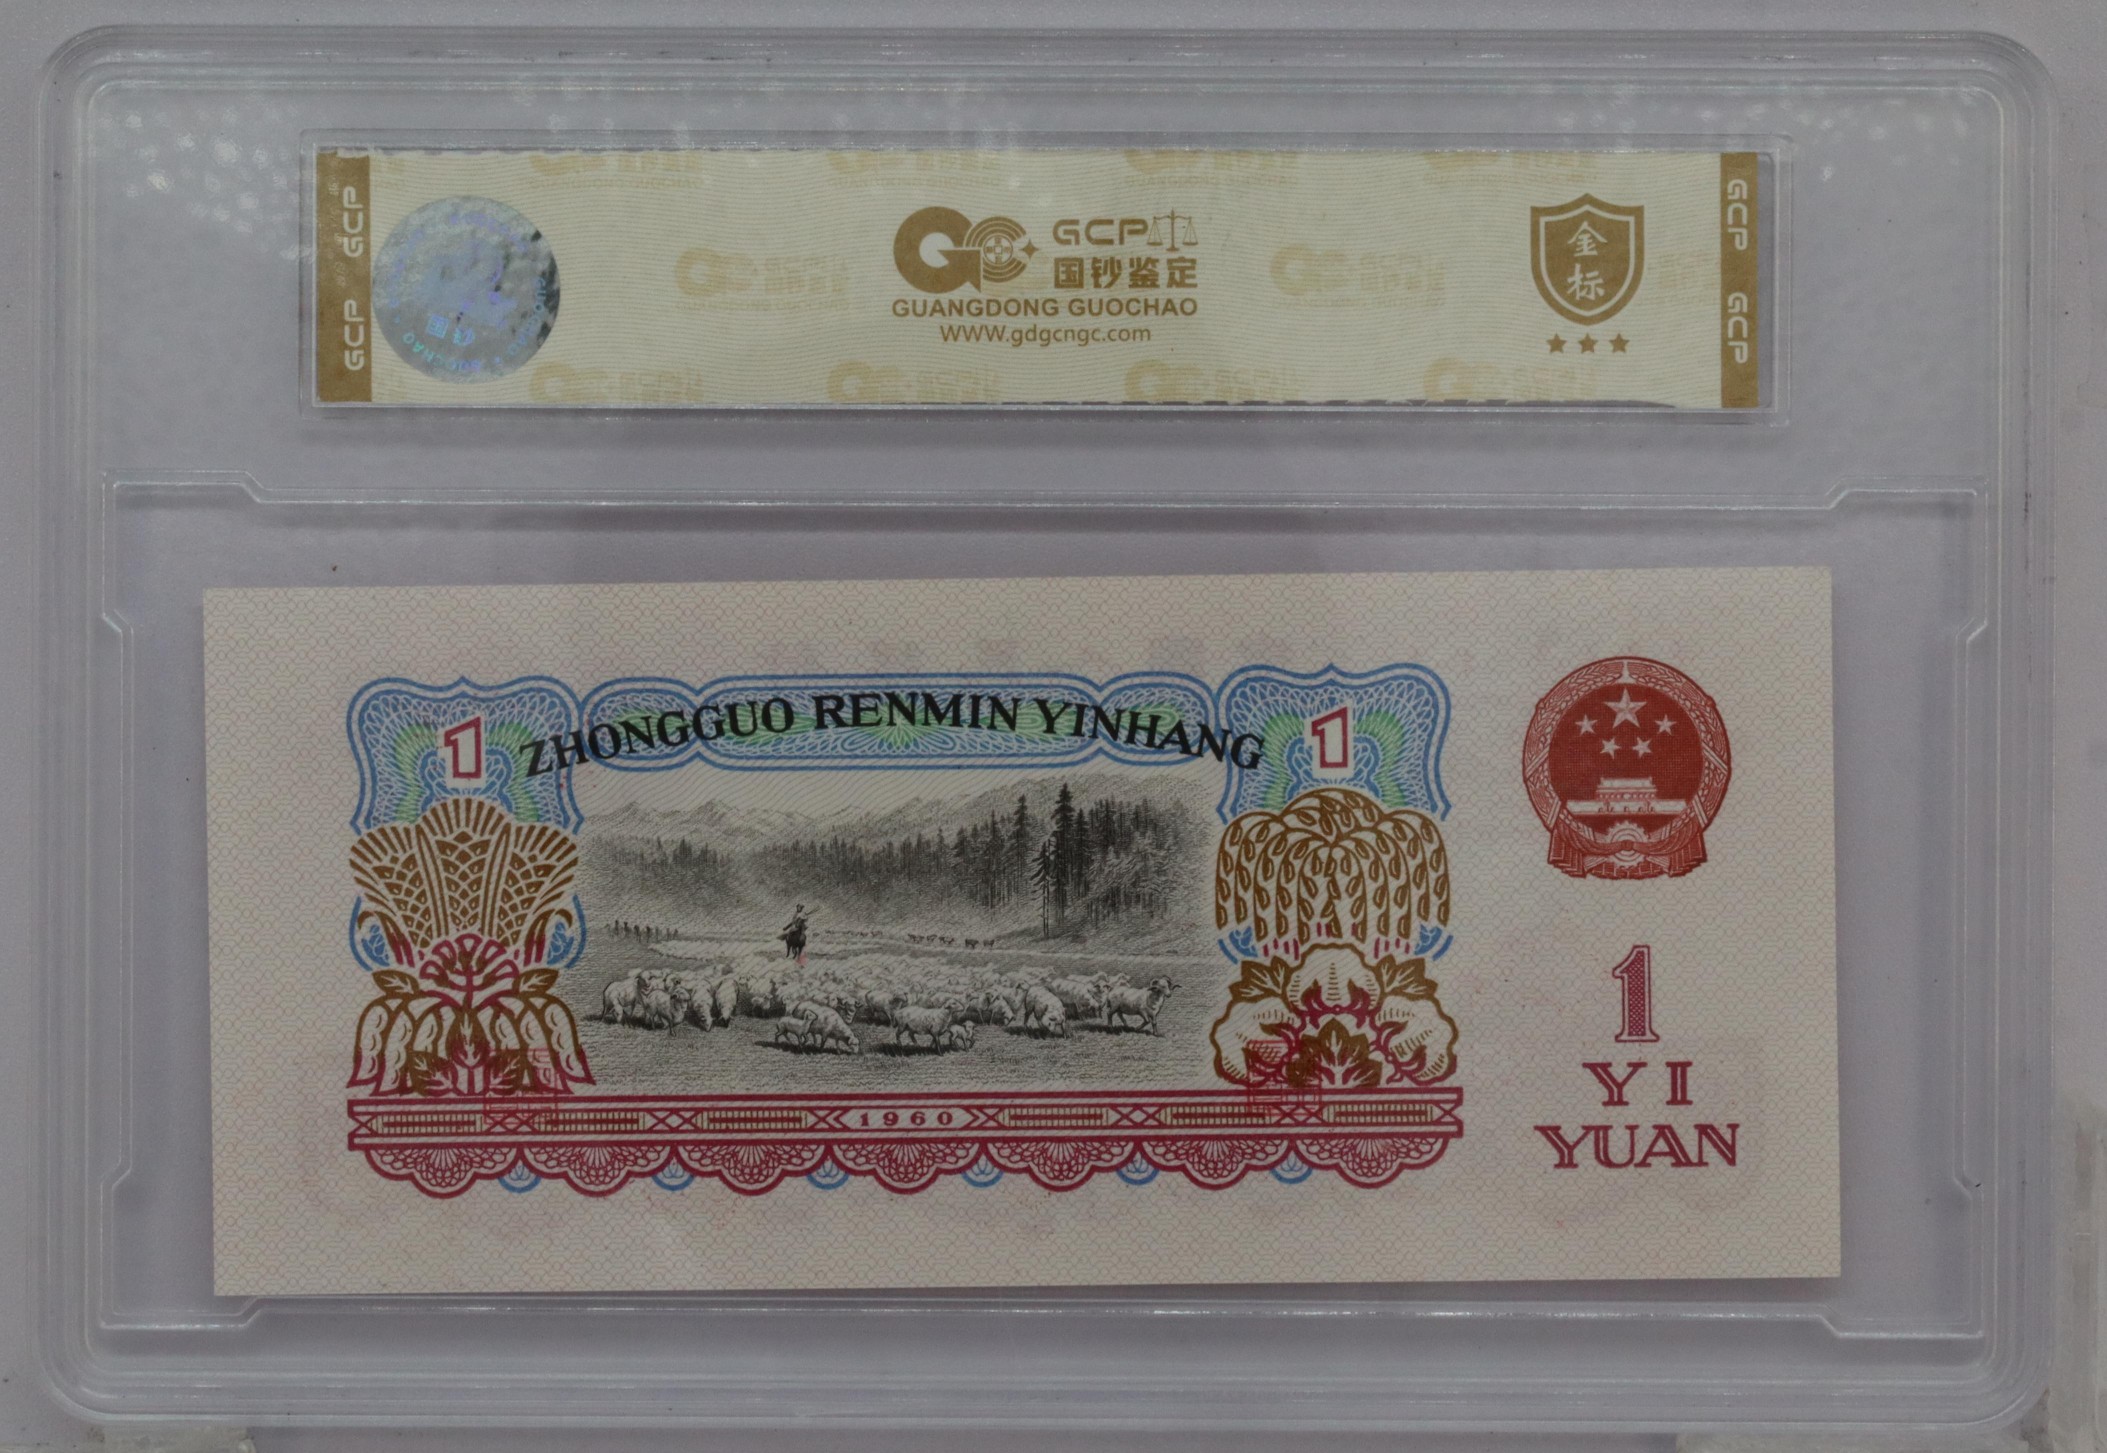 GCP
GCP
GCP
国钞鉴定
GUANGDONG GUOCHAO
WWW.gdgcngc.com
金
标
GCP
GCP
1
ZHONGGUO RENMIN YINHANG
1
1960
1
YI
YUAN